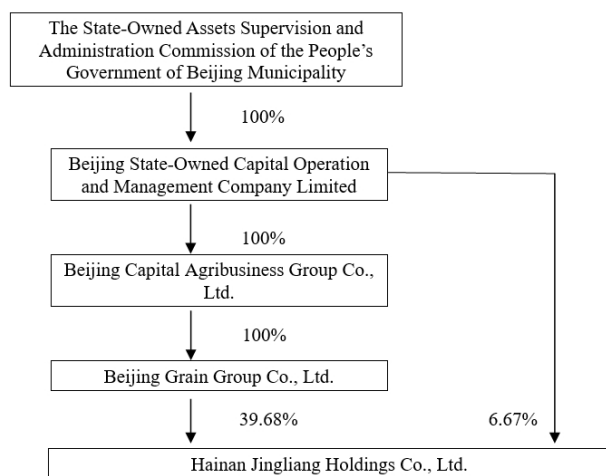 The State-Owned Assets Supervision and
Administration Commission of the People's
Government of Beijing Municipality
100%
Beijing State-Owned Capital Operation
and Management Company Limited
100%
Beijing Capital Agribusiness Group Co.,
Ltd.
100%
Beijing Grain Group Co., Ltd.
39.68%
6.67%
Hainan Jingliang Holdings Co., Ltd.